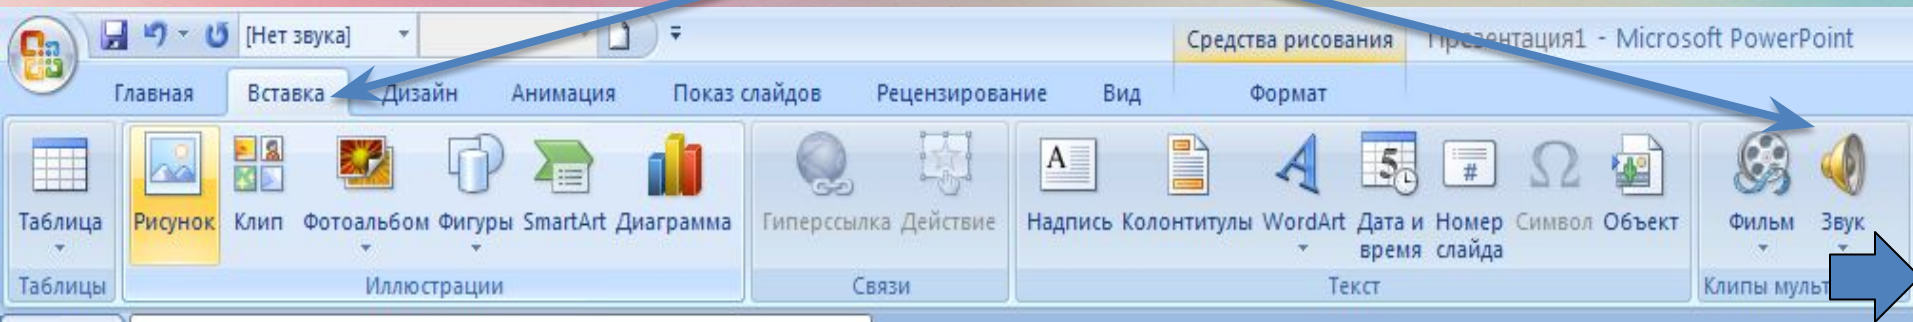 [Нет звука]
Средства рисования
Презентация1 - Microsoft PowerPoint
Главная Вставка Дизайн Анимация Показ слайдов Рецензирование Вид Формат
A 5 # Ω
Таблица Рисунок Клип Фотоальбом Фигуры SmartArt Диаграмма Гиперссылка Действие Надпись Колонтитулы WordArt Дата и Номер Символ Объект Фильм Звук
время слайда
Таблицы Иллюстрации Связи Текст Клипы